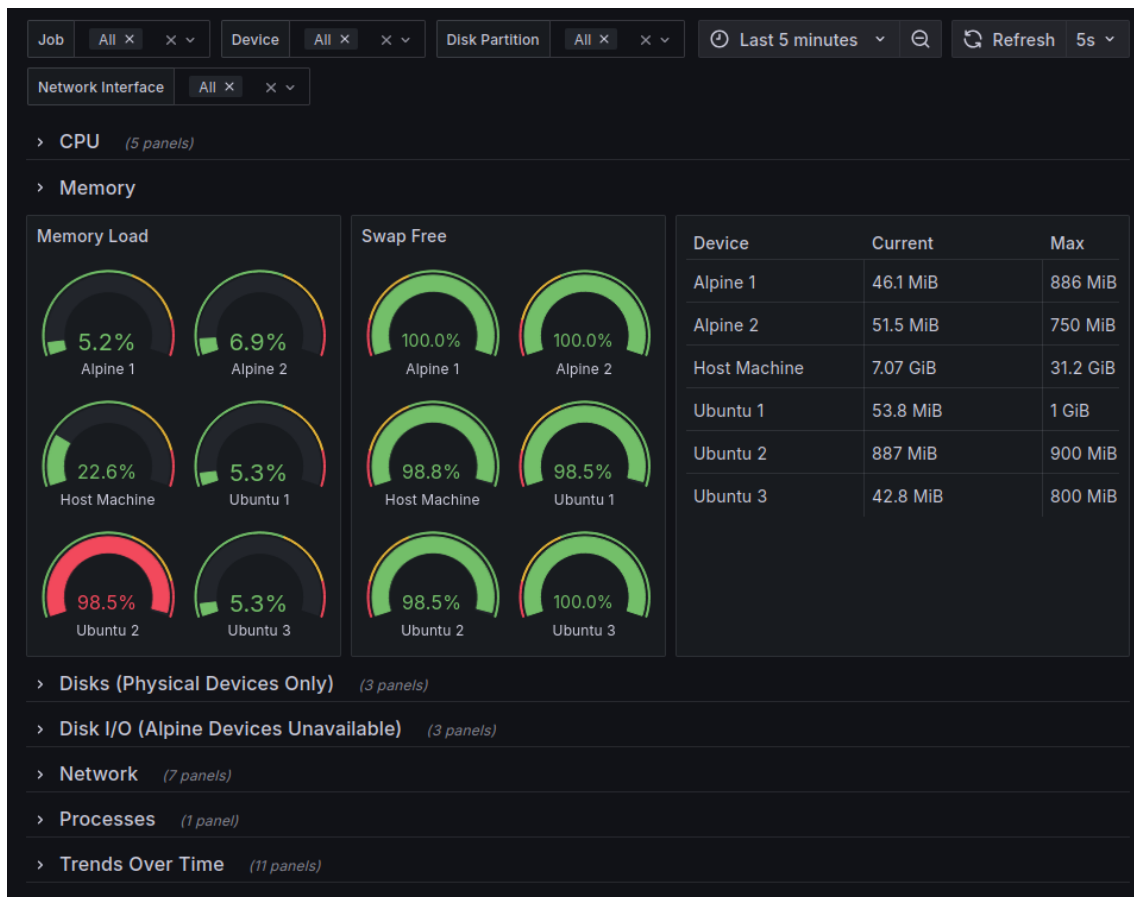 Job All × × Device All × × Disk Partition All × × Last 5 minutes Refresh 5s
Network Interface All × ×
CPU (5 panels)
Memory
Memory Load
5.2% 6.9%
Alpine 1 Alpine 2
22.6% 5.3%
Host Machine Ubuntu 1
98.5% 5.3%
Ubuntu 2 Ubuntu 3
Swap Free
100.0% 100.0%
Alpine 1 Alpine 2
98.8% 98.5%
Host Machine Ubuntu 1
98.5% 100.0%
Ubuntu 2 Ubuntu 3
Device Current Max
Alpine 1 46.1 MiB 886 MiB
Alpine 2 51.5 MiB 750 MiB
Host Machine 7.07 GiB 31.2 GiB
Ubuntu 1 53.8 MiB 1 GiB
Ubuntu 2 887 MiB 900 MiB
Ubuntu 3 42.8 MiB 800 MiB
Disks (Physical Devices Only) (3 panels)
Disk I/O (Alpine Devices Unavailable) (3 panels)
Network (7 panels)
Processes (1 panel)
Trends Over Time (11 panels)